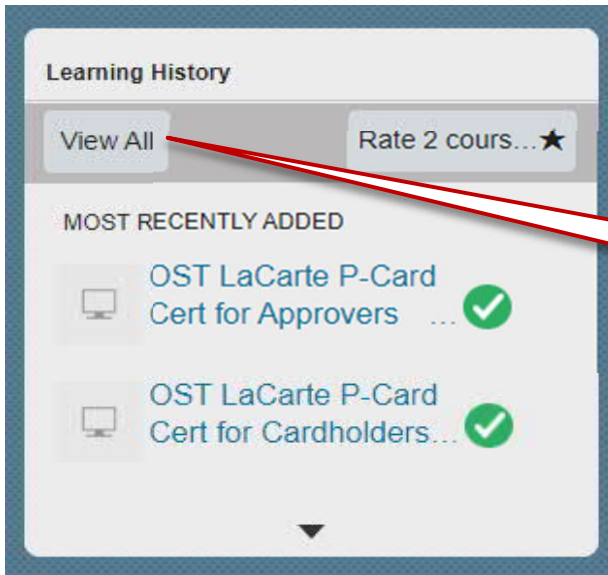 Learning History
View All Rate 2 cours...★
MOST RECENTLY ADDED
OST LaCarte P-Card
Cert for Approvers ...
OST LaCarte P-Card
Cert for Cardholders...